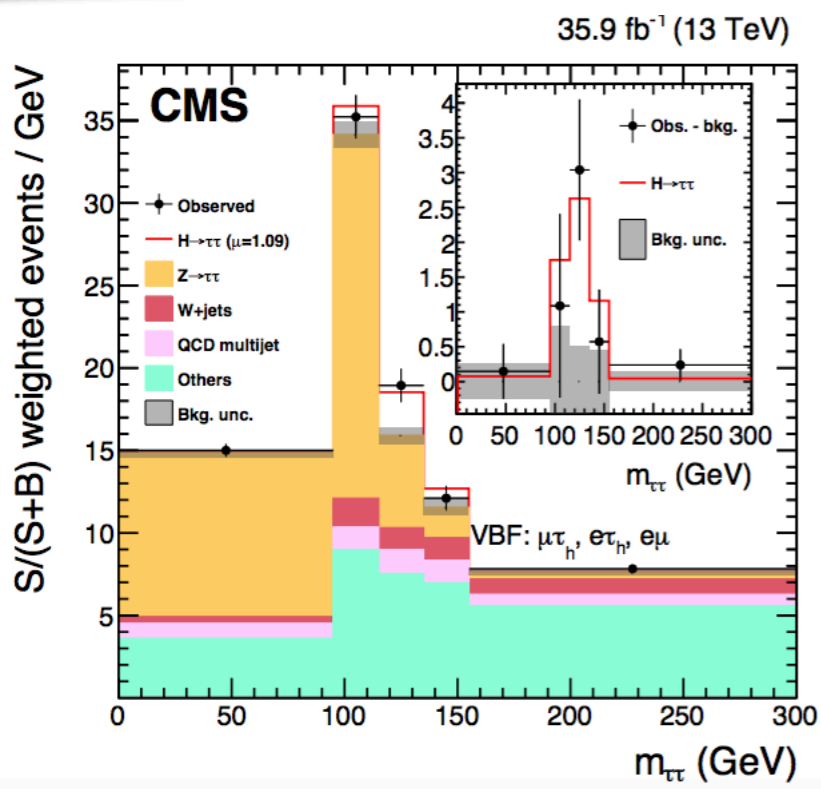 35.9 fb⁻¹ (13 TeV)
S/(S+B) weighted events / GeV
CMS
Observed
H→ττ (μ=1.09)
Z→ττ
W+jets
QCD multijet
Others
Bkg. unc.
35
30
25
20
15
10
5
0
50
100
150
200
250
300
m_ττ (GeV)
4
3.5
3
2.5
2
1.5
1
0.5
0
Obs. - bkg.
H→ττ
Bkg. unc.
0 50 100 150 200 250 300
m_ττ (GeV)
VBF: μτ_h, eτ_h, eμ